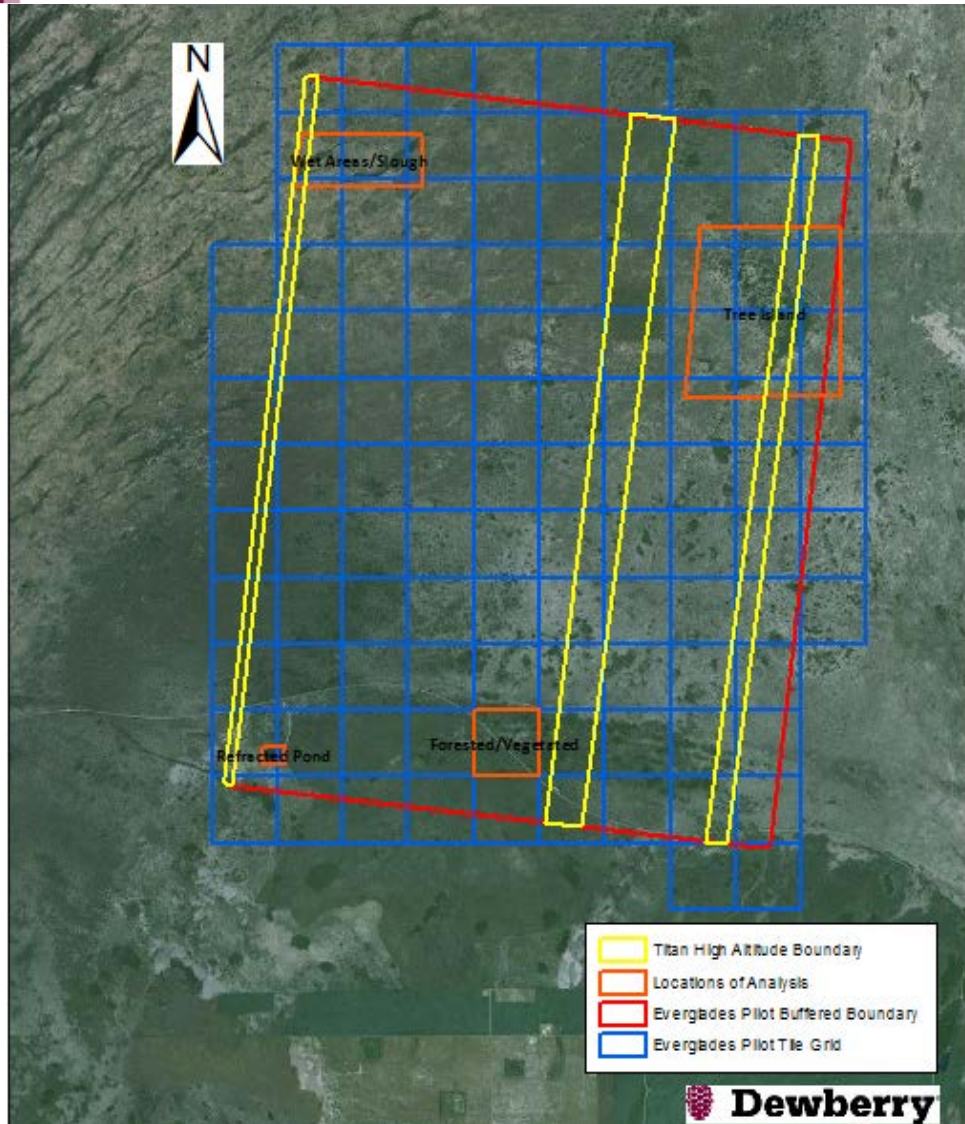 N
Wet Areas/Slough
Tree Island
Forested/Vegetated
Refracted Pond
Titan High Altitude Boundary
Locations of Analysis
Everglades Pilot Buffered Boundary
Everglades Pilot Tile Grid
Dewberry